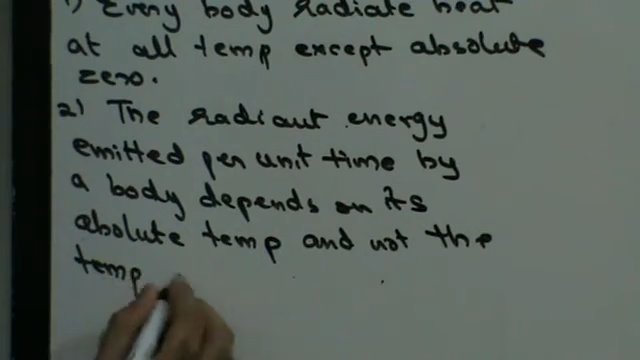 1) Every body radiate heat
at all temp except absolute
zero.
2) The radiant energy
emitted per unit time by
a body depends on its
abolute temp and not the
temp